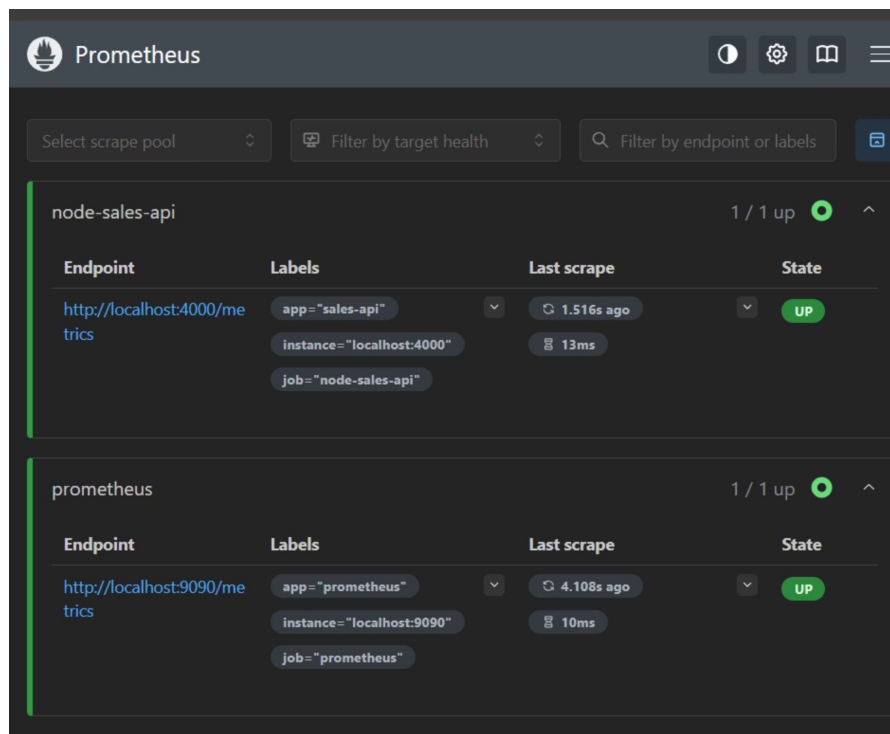 Prometheus
Select scrape pool
Filter by target health
Filter by endpoint or labels
node-sales-api
1 / 1 up
Endpoint Labels Last scrape State
http://localhost:4000/me
trics
app="sales-api"
instance="localhost:4000"
job="node-sales-api"
1.516s ago
13ms
UP
prometheus
1 / 1 up
Endpoint Labels Last scrape State
http://localhost:9090/me
trics
app="prometheus"
instance="localhost:9090"
job="prometheus"
4.108s ago
10ms
UP